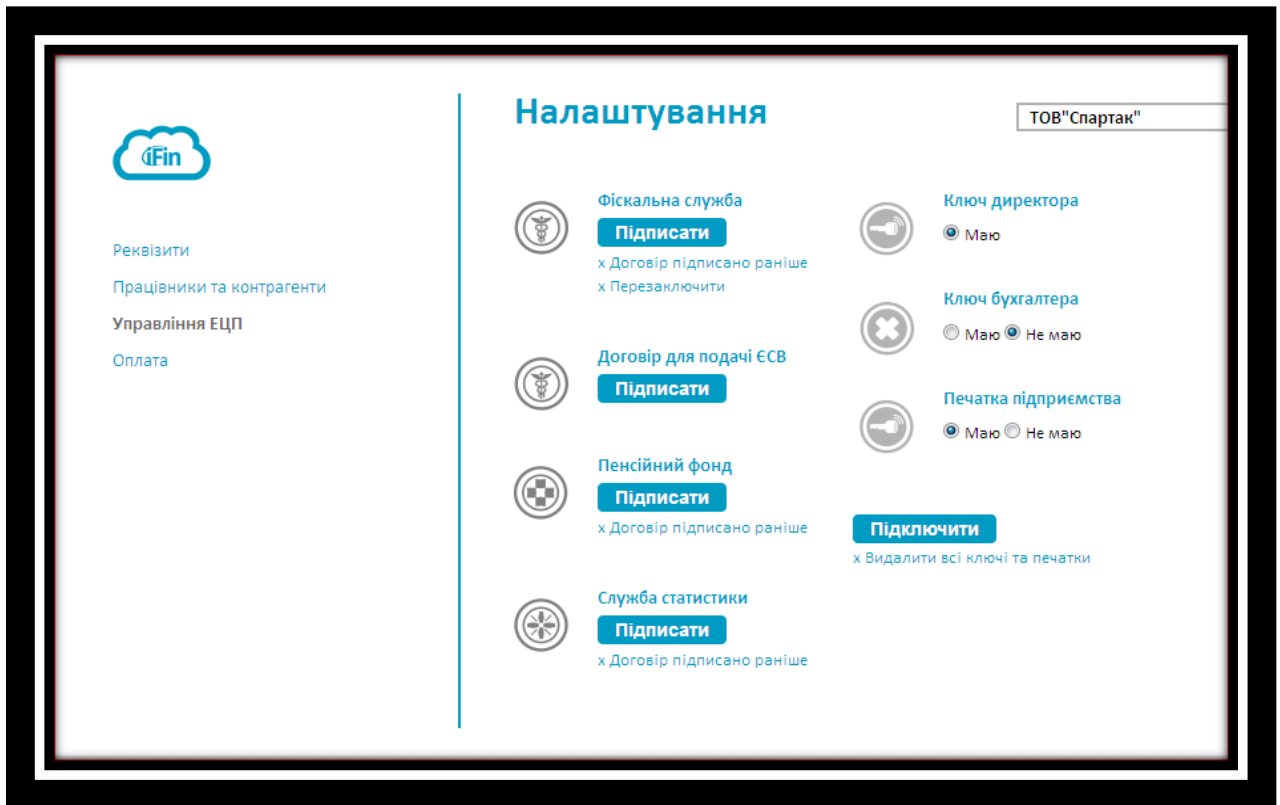 iFin
Реквізити
Працівники та контрагенти
Управління ЕЦП
Оплата
Налаштування
ТОВ"Спартак"
Фіскальна служба
Підписати
x Договір підписано раніше
x Перезаключити
Договір для подачі ЄСВ
Підписати
Пенсійний фонд
Підписати
x Договір підписано раніше
Служба статистики
Підписати
x Договір підписано раніше
Ключ директора
Маю
Ключ бухгалтера
Маю Не маю
Печатка підприємства
Маю Не маю
Підключити
x Видалити всі ключі та печатки